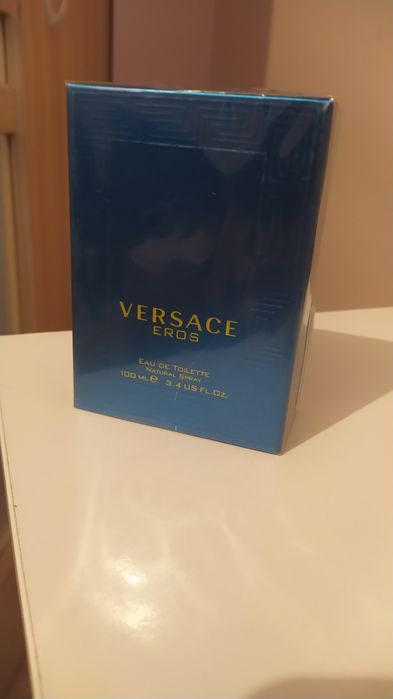 VERSACE
EROS
EAU DE TOILETTE
NATURAL SPRAY
100 ML ℮ 3.4 US FL.OZ.